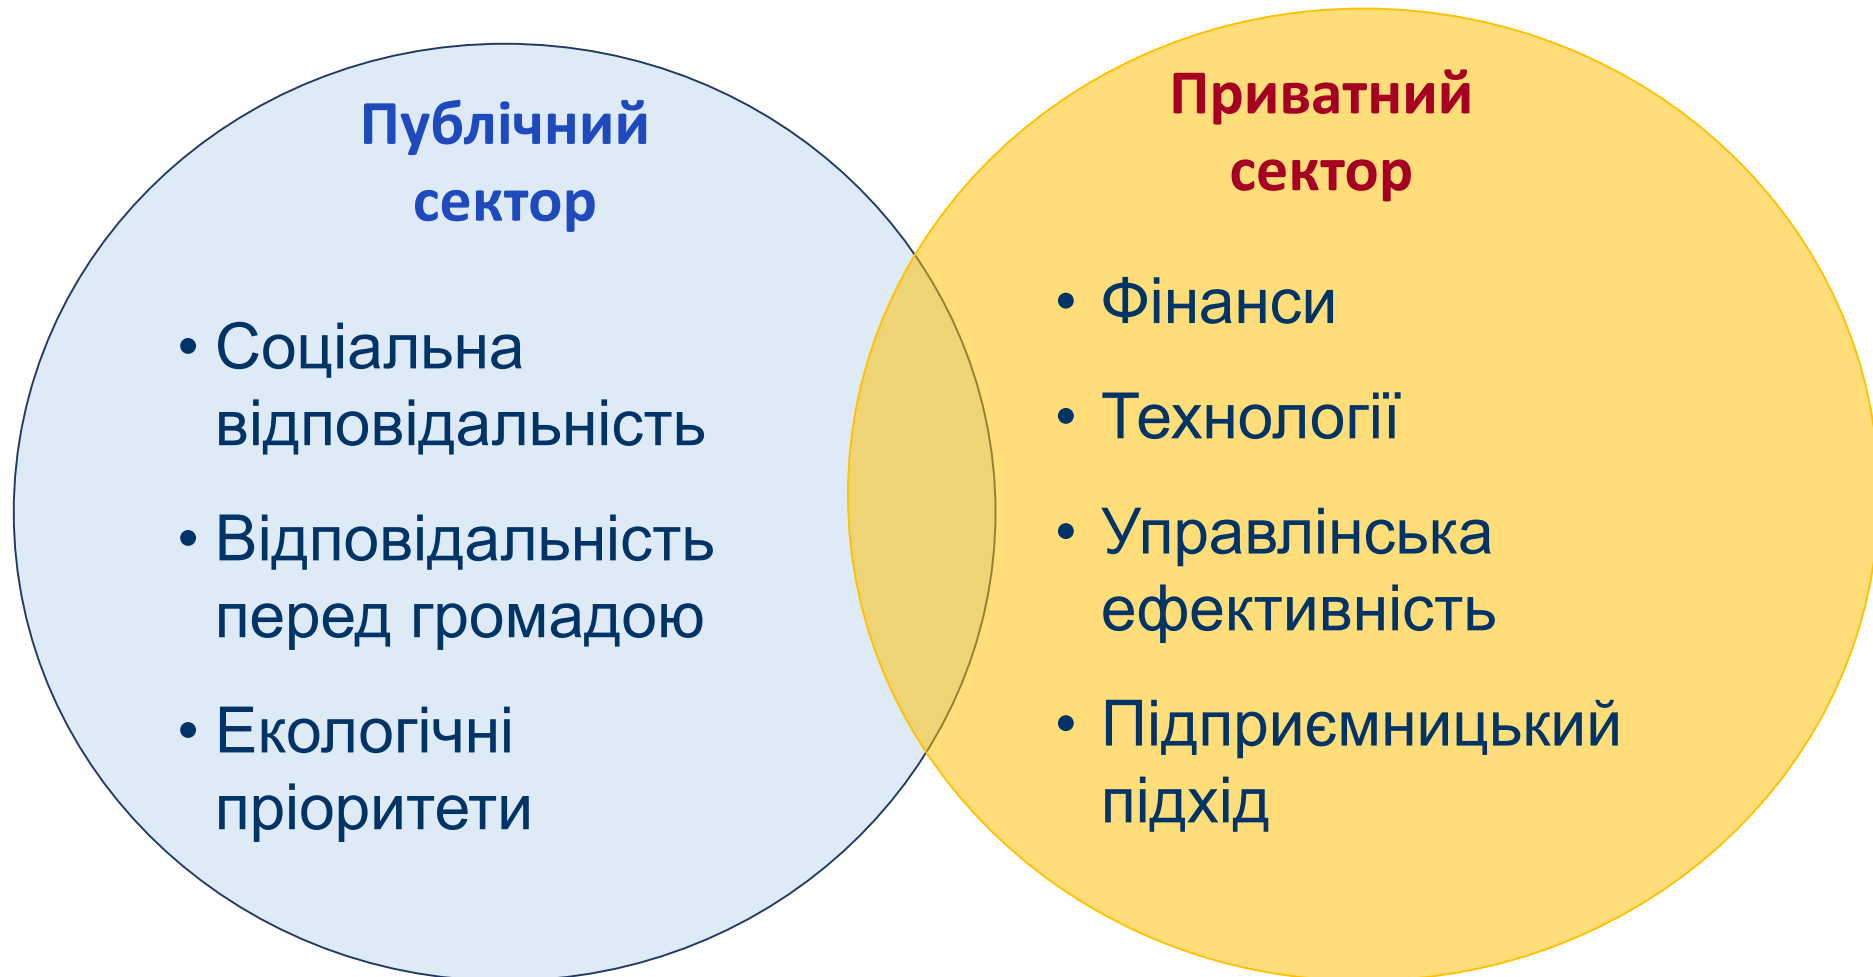 Публічний
сектор
• Соціальна
відповідальність
• Відповідальність
перед громадою
• Екологічні
пріоритети
Приватний
сектор
• Фінанси
• Технології
• Управлінська
ефективність
• Підприємницький
підхід